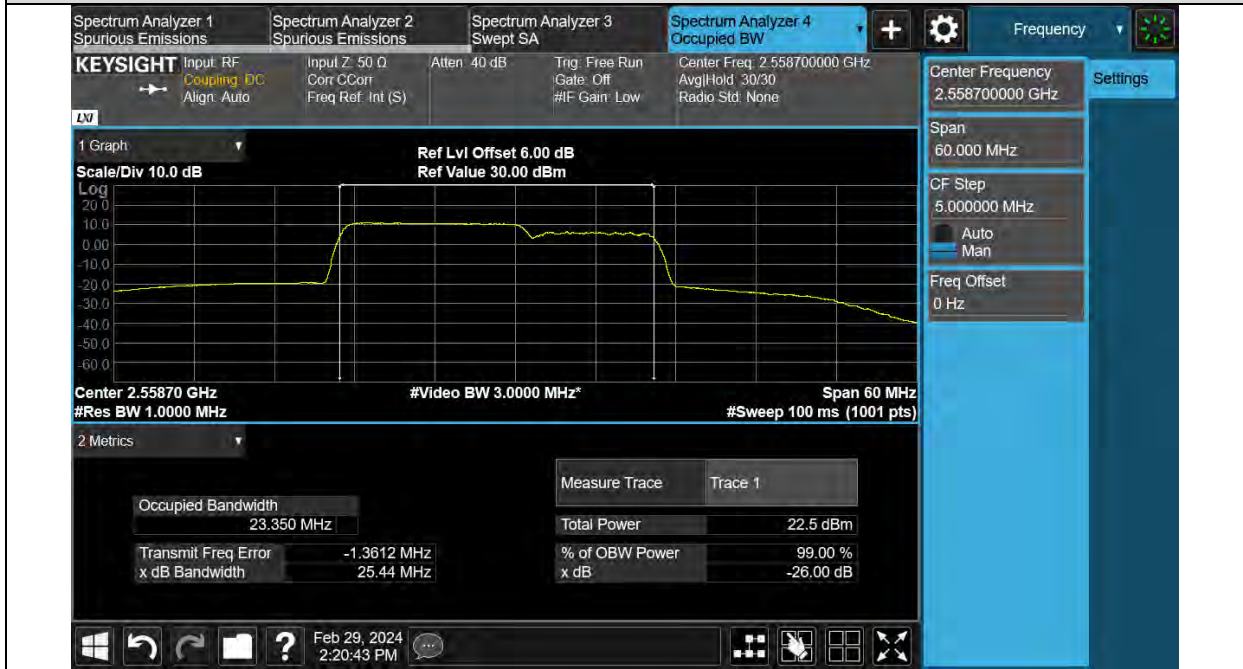 Spectrum Analyzer 1
Spurious Emissions
Spectrum Analyzer 2
Spurious Emissions
Spectrum Analyzer 3
Swept SA
Spectrum Analyzer 4
Occupied BW
+
Frequency
KEYSIGHT
Input: RF
Coupling: DC
Align: Auto
LXI
Input Z: 50 Ω
Corr CCorr
Freq Ref: Int (S)
Atten: 40 dB
Trig: Free Run
Gate: Off
#IF Gain: Low
Center Freq: 2.558700000 GHz
Avg|Hold: 30/30
Radio Std: None
Center Frequency
2.558700000 GHz
Settings
Span
60.000 MHz
CF Step
5.000000 MHz
Auto
Man
Freq Offset
0 Hz
1 Graph
Scale/Div 10.0 dB
Ref Lvl Offset 6.00 dB
Ref Value 30.00 dBm
Log
20.0
10.0
0.00
-10.0
-20.0
-30.0
-40.0
-50.0
-60.0
Center 2.55870 GHz
#Video BW 3.0000 MHz*
Span 60 MHz
#Res BW 1.0000 MHz
#Sweep 100 ms (1001 pts)
2 Metrics
Measure Trace
Trace 1
Occupied Bandwidth
23.350 MHz
Total Power
22.5 dBm
Transmit Freq Error
-1.3612 MHz
% of OBW Power
99.00 %
x dB Bandwidth
25.44 MHz
x dB
-26.00 dB
?
Feb 29, 2024
2:20:43 PM